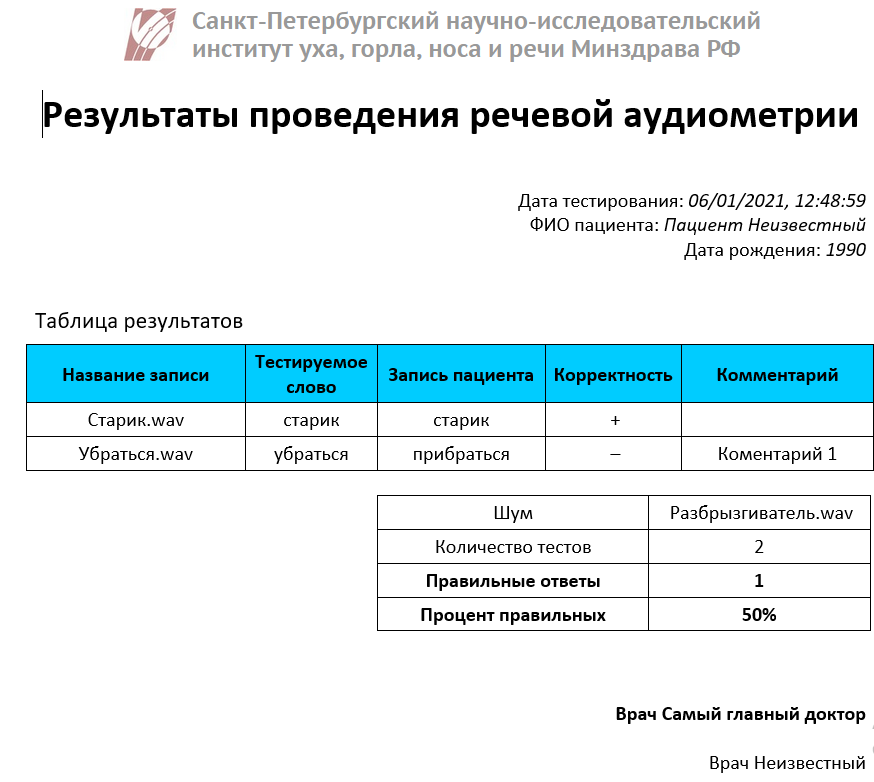 Санкт-Петербургский научно-исследовательский
институт уха, горла, носа и речи Минздрава РФ
Результаты проведения речевой аудиометрии
Дата тестирования: 06/01/2021, 12:48:59
ФИО пациента: Пациент Неизвестный
Дата рождения: 1990
Таблица результатов
Название записи Тестируемое слово Запись пациента Корректность Комментарий
Старик.wav старик старик +
Убраться.wav убраться прибраться – Коментарий 1
Шум Разбрызгиватель.wav
Количество тестов 2
Правильные ответы 1
Процент правильных 50%
Врач Самый главный доктор
Врач Неизвестный